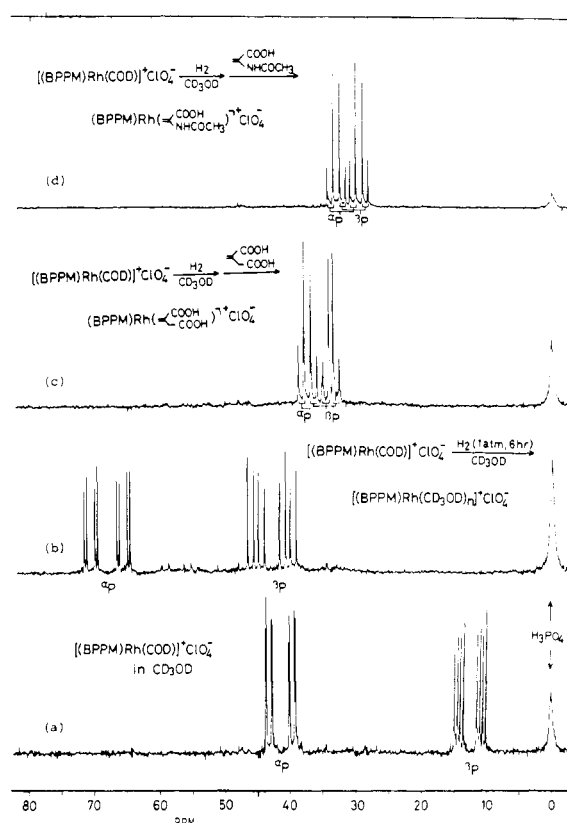 COOH
[(BPPM)Rh(COD)]⁺ClO₄⁻ H₂ CD₃OD NHCOCH₃
(BPPM)Rh( COOH NHCOCH₃ )⁺ClO₄⁻
(d)
αP βP
COOH
[(BPPM)Rh(COD)]⁺ClO₄⁻ H₂ CD₃OD COOH
(BPPM)Rh( COOH COOH )⁺ClO₄⁻
(c)
αP βP
[(BPPM)Rh(COD)]⁺ClO₄⁻ H₂ (1atm, 6hr) CD₃OD
[(BPPM)Rh(CD₃OD)n]⁺ClO₄⁻
(b)
αP βP
[(BPPM)Rh(COD)]⁺ClO₄⁻
in CD₃OD
H₃PO₄
(a)
αP βP
80 70 60 50 40 30 20 10 0
PPM